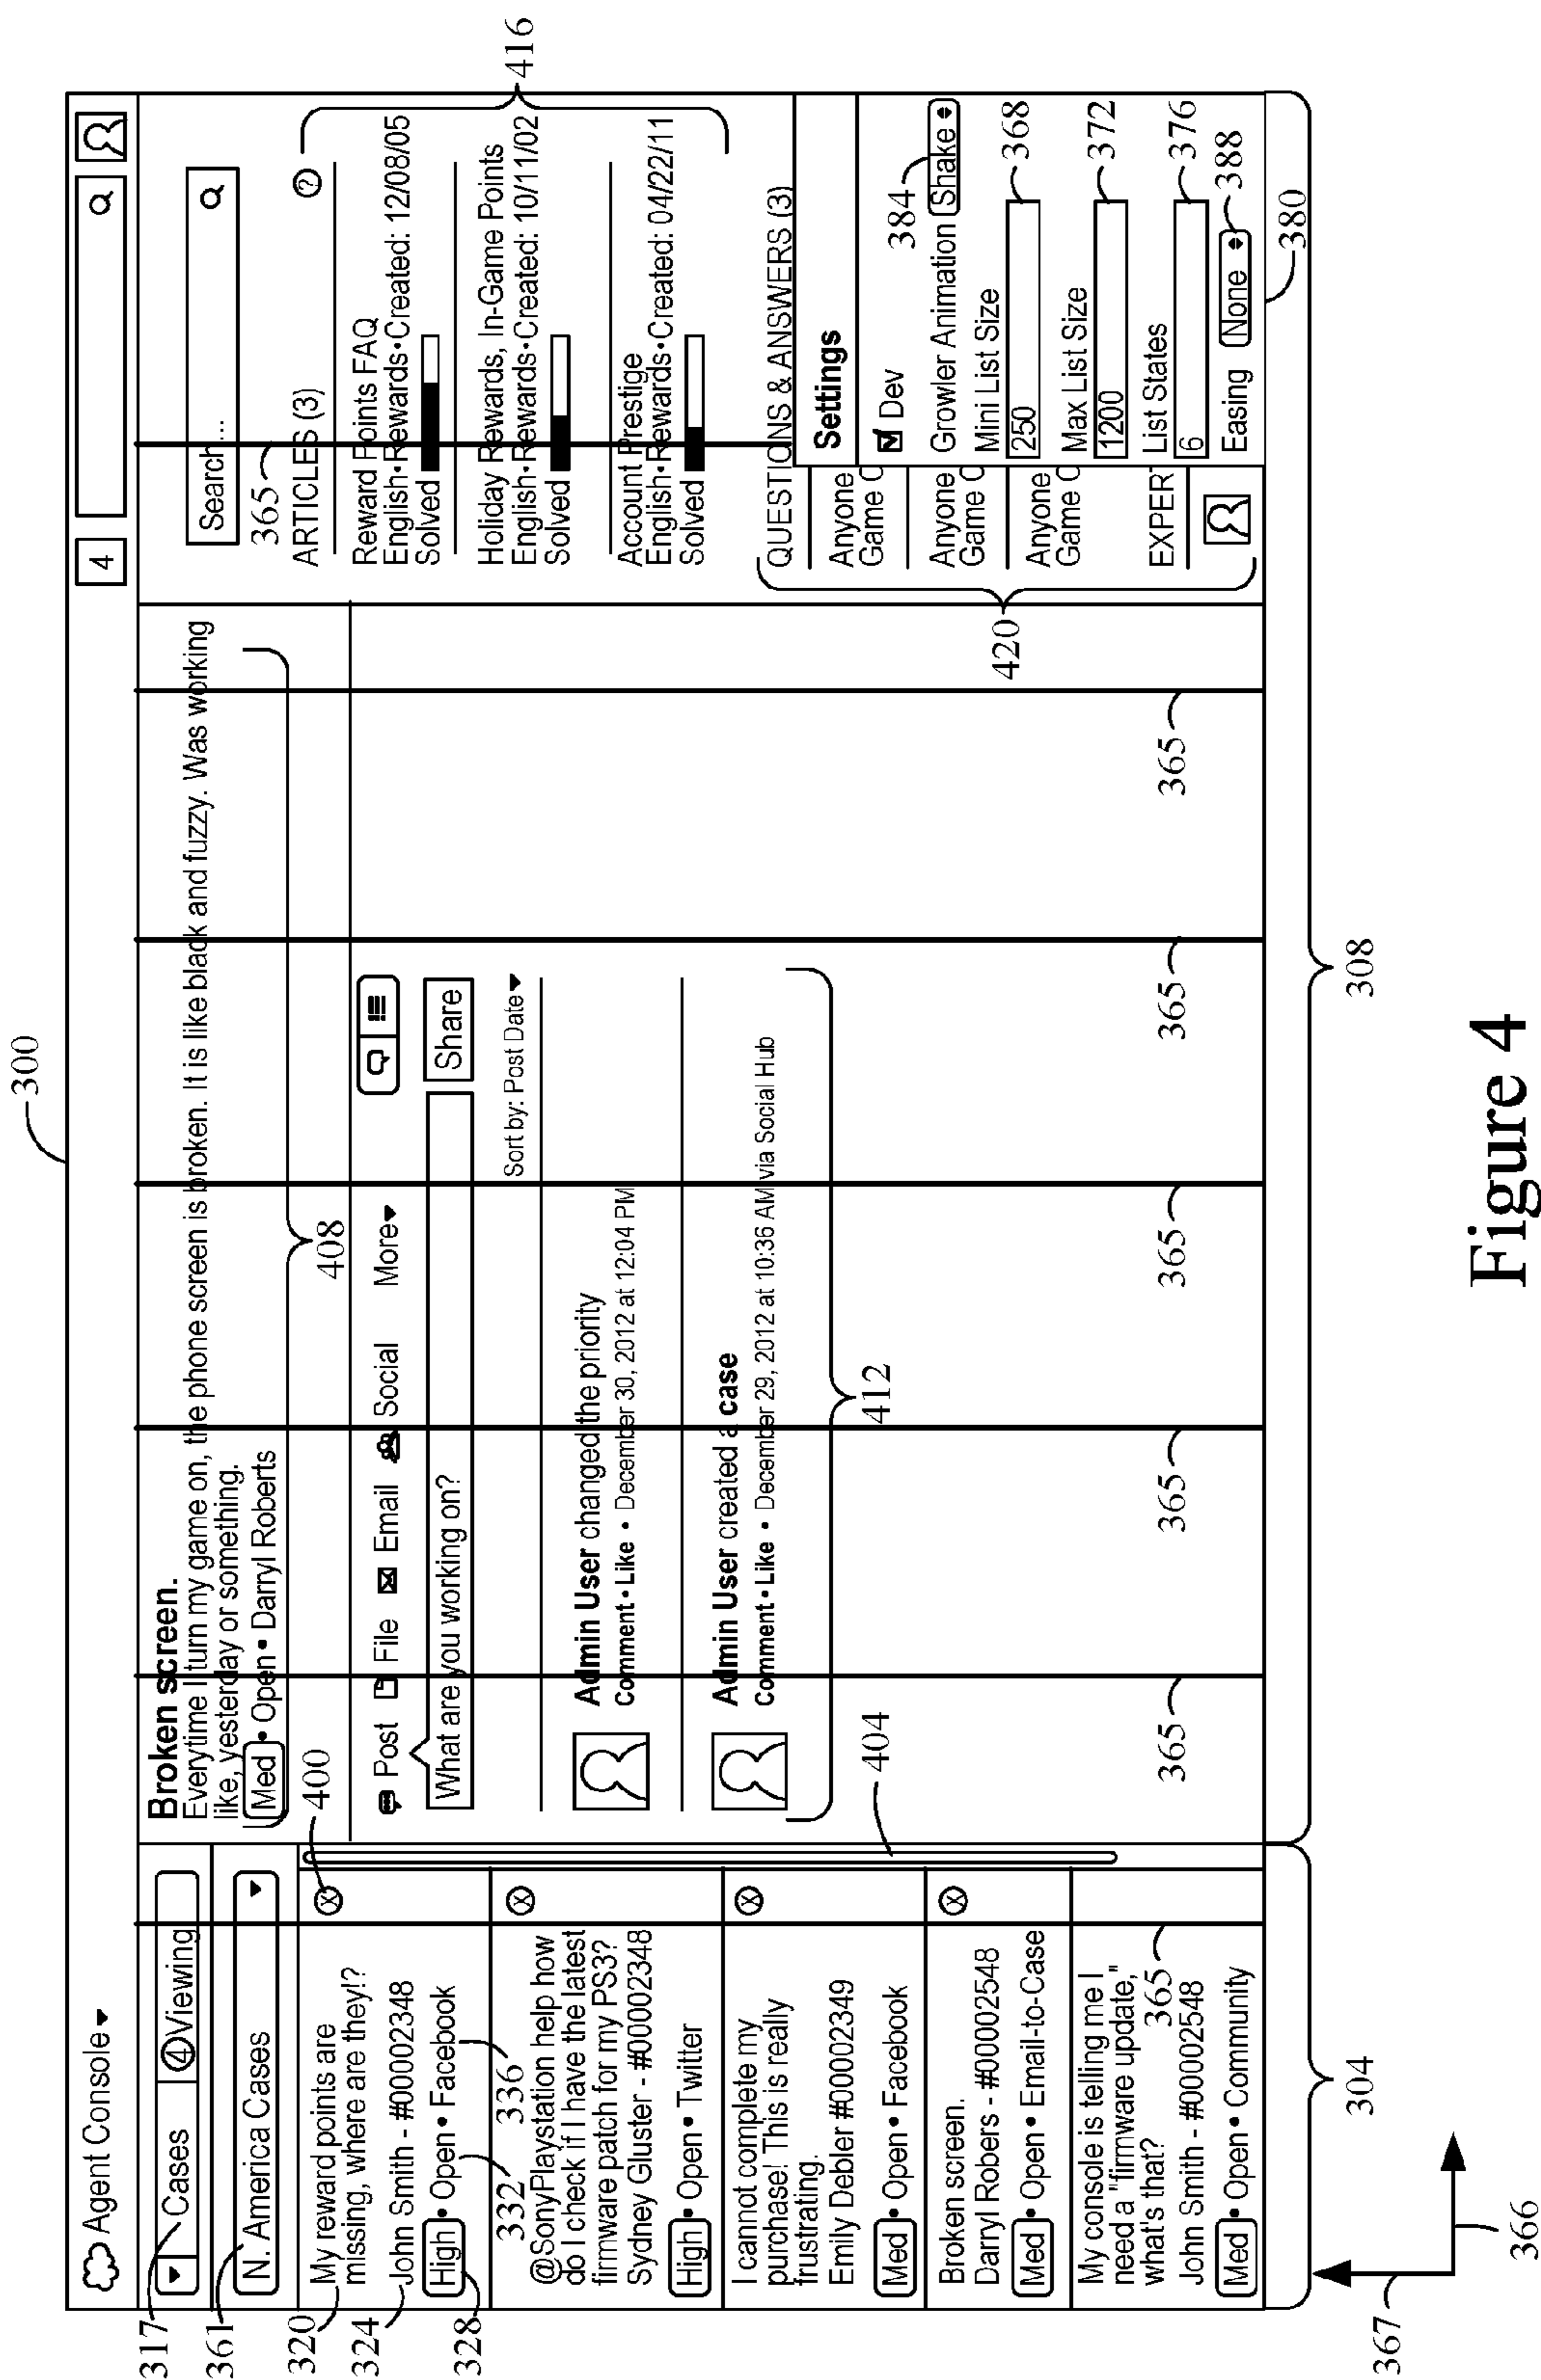 300
Agent Console
4
317
Cases
④Viewing
361
N. America Cases
320
My reward points are
missing, where are they!?
324
John Smith - #00002348
328
High • Open • Facebook
332
336
400
@SonyPlaystation help how
do I check if I have the latest
firmware patch for my PS3?
Sydney Gluster - #00002348
High • Open • Twitter
I cannot complete my
purchase! This is really
frustrating.
Emily Debler #00002349
Med • Open • Facebook
Broken screen.
Darryl Robers - #00002548
Med • Open • Email-to-Case
My console is telling me I
need a "firmware update,"
what's that?
365
John Smith - #00002548
Med • Open • Community
404
Broken screen.
Everytime I turn my game on, the phone screen is broken. It is like black and fuzzy. Was working
like, yesterday or something.
Med • Open • Darryl Roberts
408
Post File Email Social More
What are you working on?
Share
Sort by: Post Date
Admin User changed the priority
Comment • Like • December 30, 2012 at 12:04 PM
Admin User created a case
Comment • Like • December 29, 2012 at 10:36 AM via Social Hub
412
365
365
365
365
365
Search...
365
ARTICLES (3)
?
Reward Points FAQ
English•Rewards•Created: 12/08/05
Solved
Holiday Rewards, In-Game Points
English•Rewards•Created: 10/11/02
Solved
Account Prestige
English•Rewards•Created: 04/22/11
Solved
416
QUESTIONS & ANSWERS (3)
Anyone
Game C
Anyone
Game C
Anyone
Game C
EXPERT
420
Settings
Dev
384
Growler Animation Shake
Mini List Size
250
368
Max List Size
1200
372
List States
6
376
Easing None
388
380
304
308
367
366
Figure 4